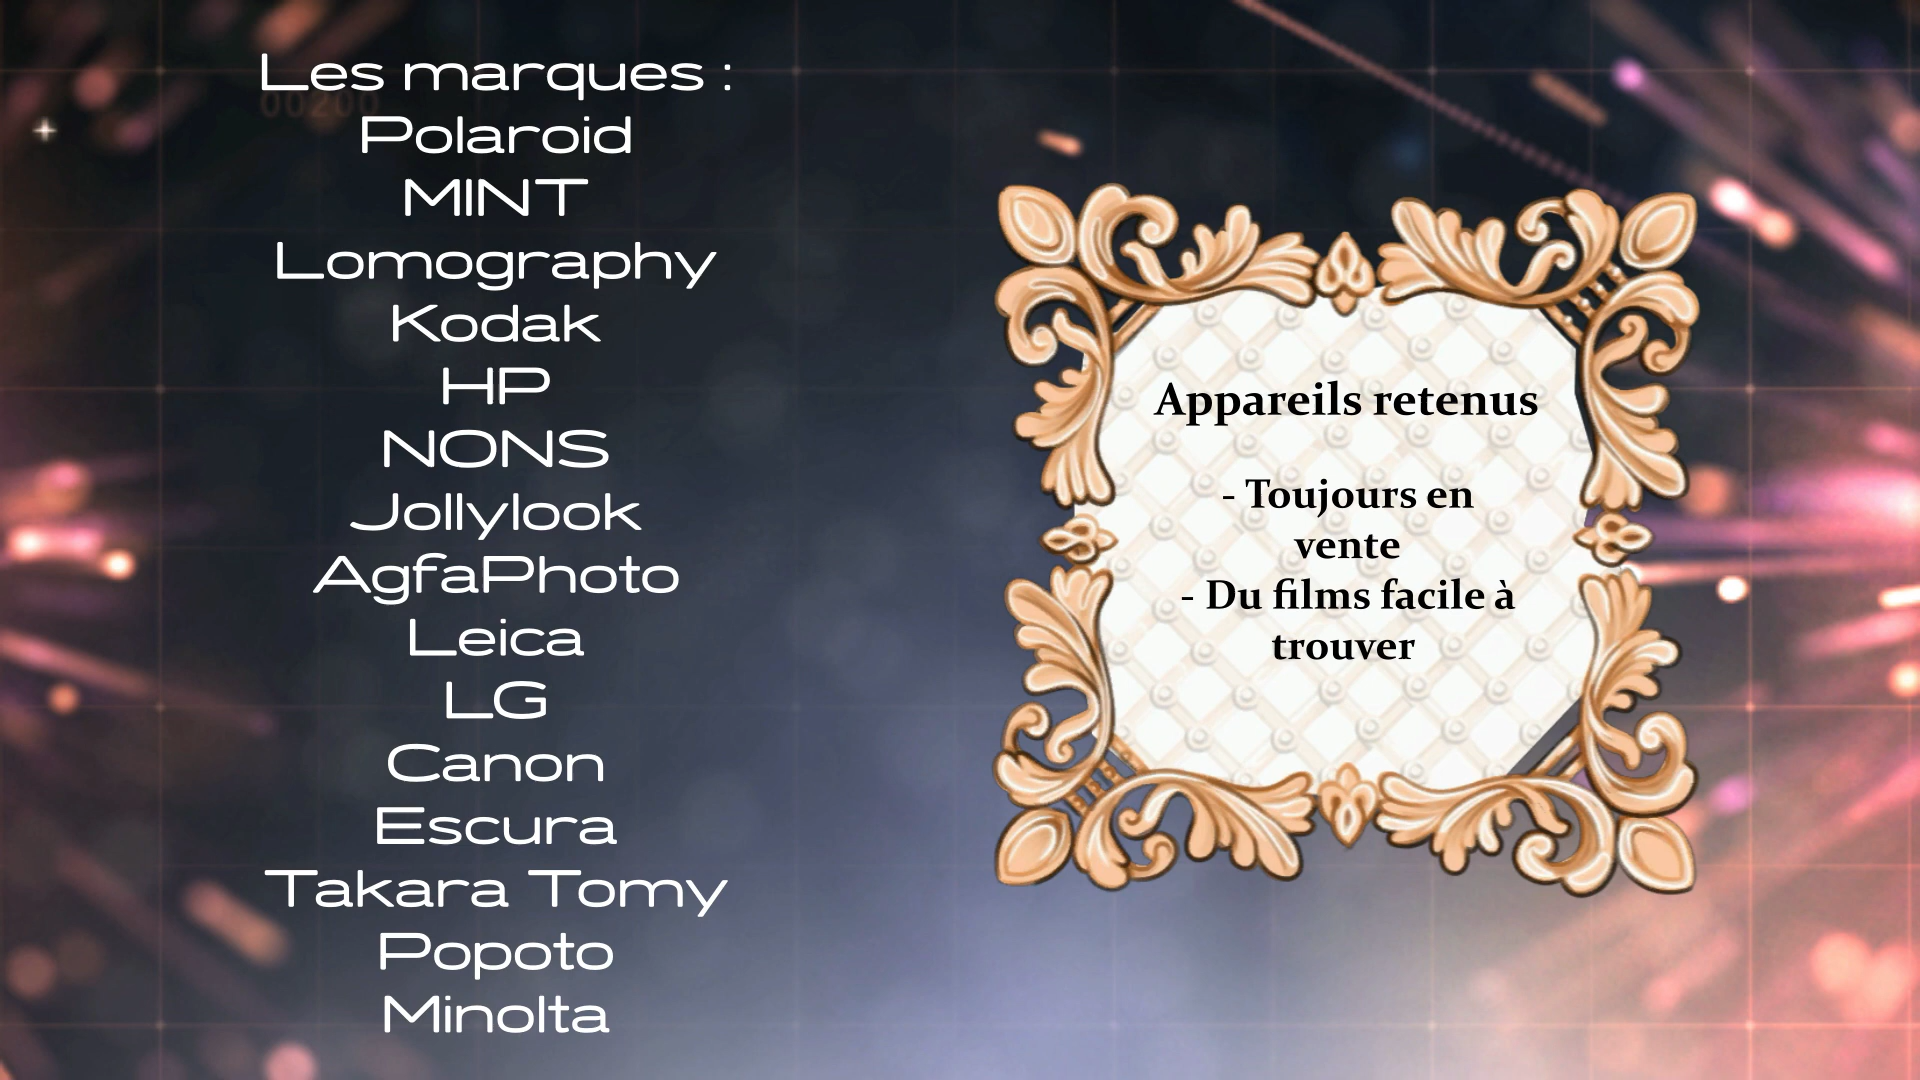 Les marques :
00200
Polaroid
MINT
Lomography
Kodak
HP
NONS
Jollylook
AgfaPhoto
Leica
LG
Canon
Escura
Takara Tomy
Popoto
Minolta
Appareils retenus
- Toujours en
vente
- Du films facile à
trouver